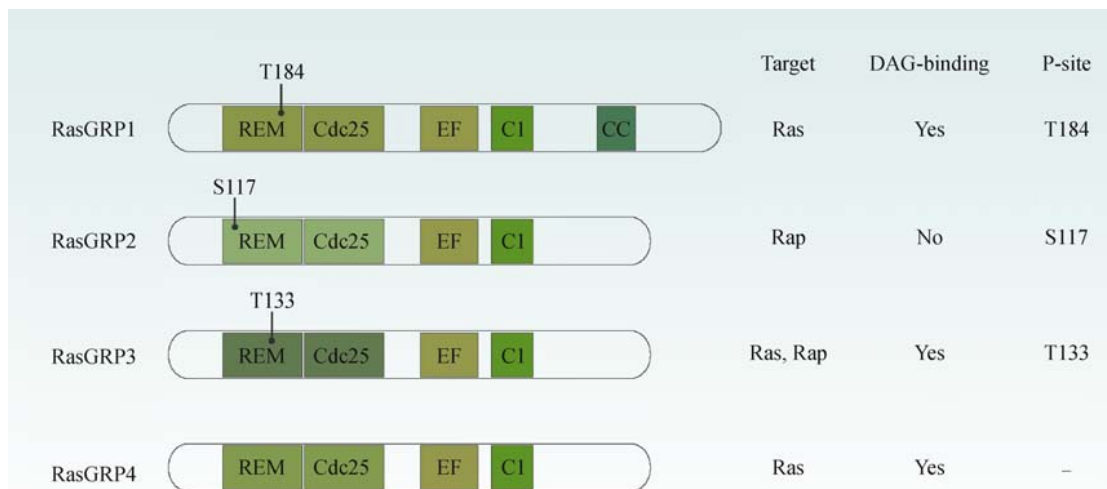 Target DAG-binding P-site
T184
RasGRP1 REM Cdc25 EF C1 CC Ras Yes T184
S117
RasGRP2 REM Cdc25 EF C1 Rap No S117
T133
RasGRP3 REM Cdc25 EF C1 Ras, Rap Yes T133
RasGRP4 REM Cdc25 EF C1 Ras Yes –